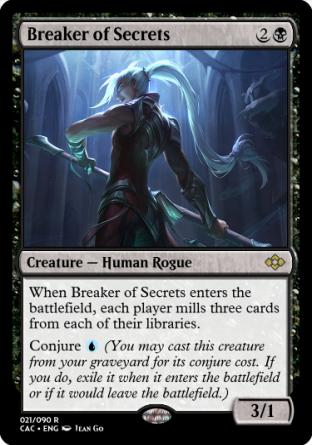 Breaker of Secrets 2
Creature — Human Rogue
When Breaker of Secrets enters the
battlefield, each player mills three cards
from each of their libraries.
Conjure (You may cast this creature
from your graveyard for its conjure cost. If
you do, exile it when it enters the battlefield
or if it would leave the battlefield.)
3/1
021/090 R
CAC • ENG Jean Go